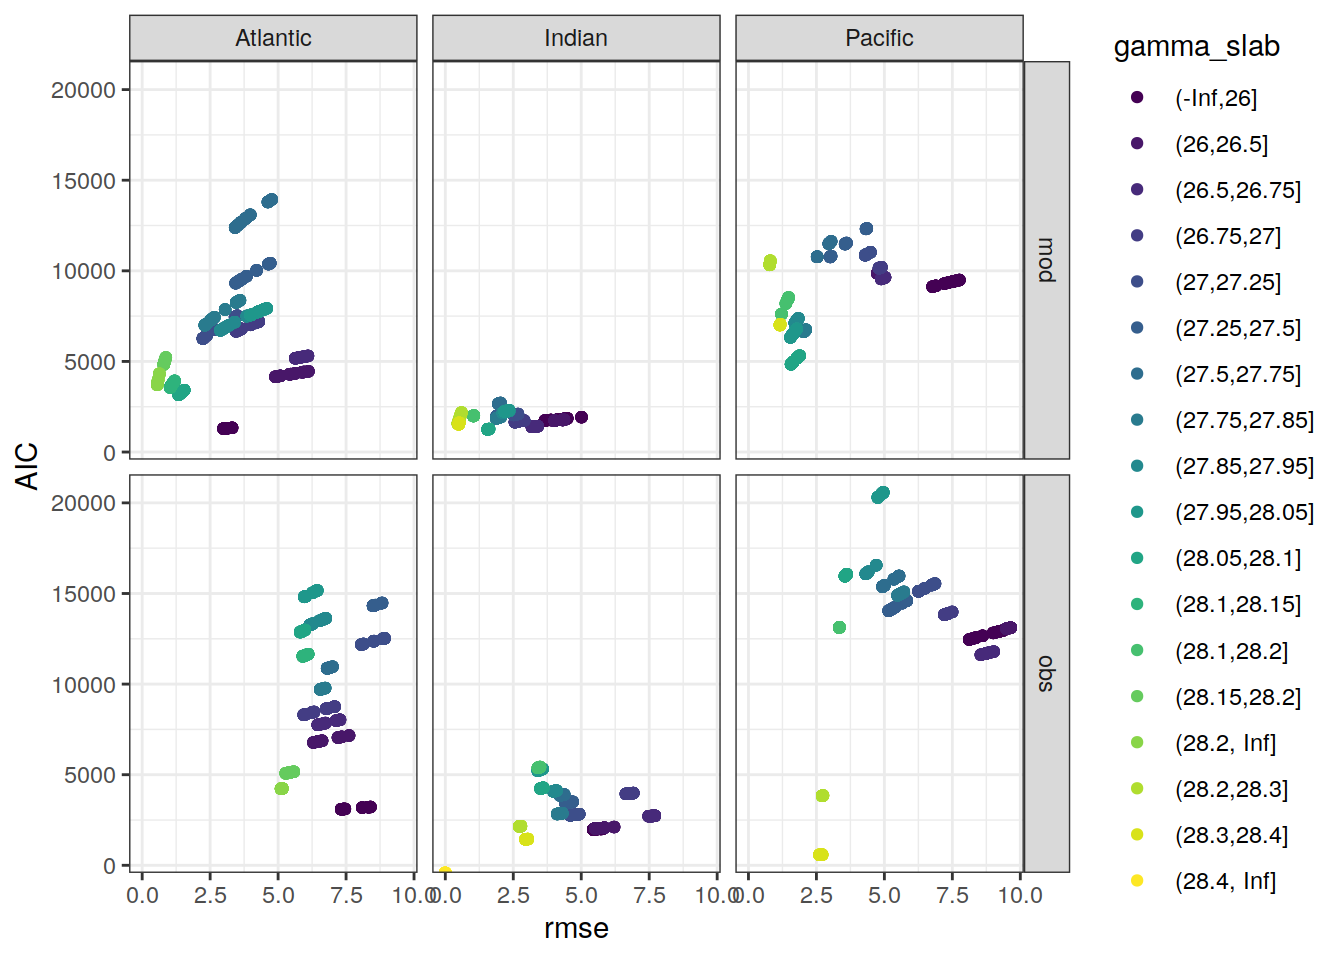 Atlantic
Indian
Pacific
gamma_slab
(-Inf,26]
(26,26.5]
(26.5,26.75]
(26.75,27]
(27,27.25]
(27.25,27.5]
(27.5,27.75]
(27.75,27.85]
(27.85,27.95]
(27.95,28.05]
(28.05,28.1]
(28.1,28.15]
(28.1,28.2]
(28.15,28.2]
(28.2, Inf]
(28.2,28.3]
(28.3,28.4]
(28.4, Inf]
mod
obs
AIC
20000
15000
10000
5000
0
20000
15000
10000
5000
0
0.0 2.5 5.0 7.5 10.0
0.0 2.5 5.0 7.5 10.0
0.0 2.5 5.0 7.5 10.0
rmse